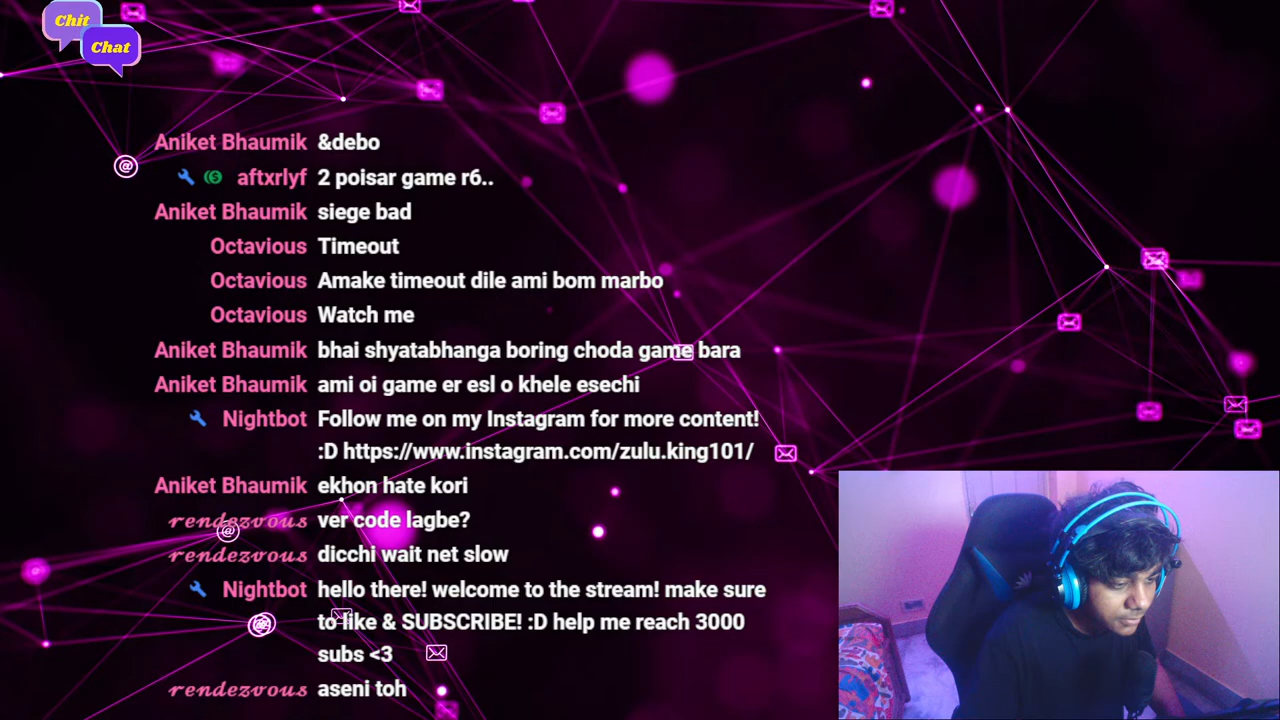 Chit
Chat
Aniket Bhaumik &debo
aftxrlyf 2 poisar game r6..
Aniket Bhaumik siege bad
Octavious Timeout
Octavious Amake timeout dile ami bom marbo
Octavious Watch me
Aniket Bhaumik bhai shyatabhanga boring choda game bara
Aniket Bhaumik ami oi game er esl o khele esechi
Nightbot Follow me on my Instagram for more content!
:D https://www.instagram.com/zulu.king101/
Aniket Bhaumik ekhon hate kori
rendezvous ver code lagbe?
rendezvous dicchi wait net slow
Nightbot hello there! welcome to the stream! make sure
to like & SUBSCRIBE! :D help me reach 3000
subs <3
rendezvous aseni toh